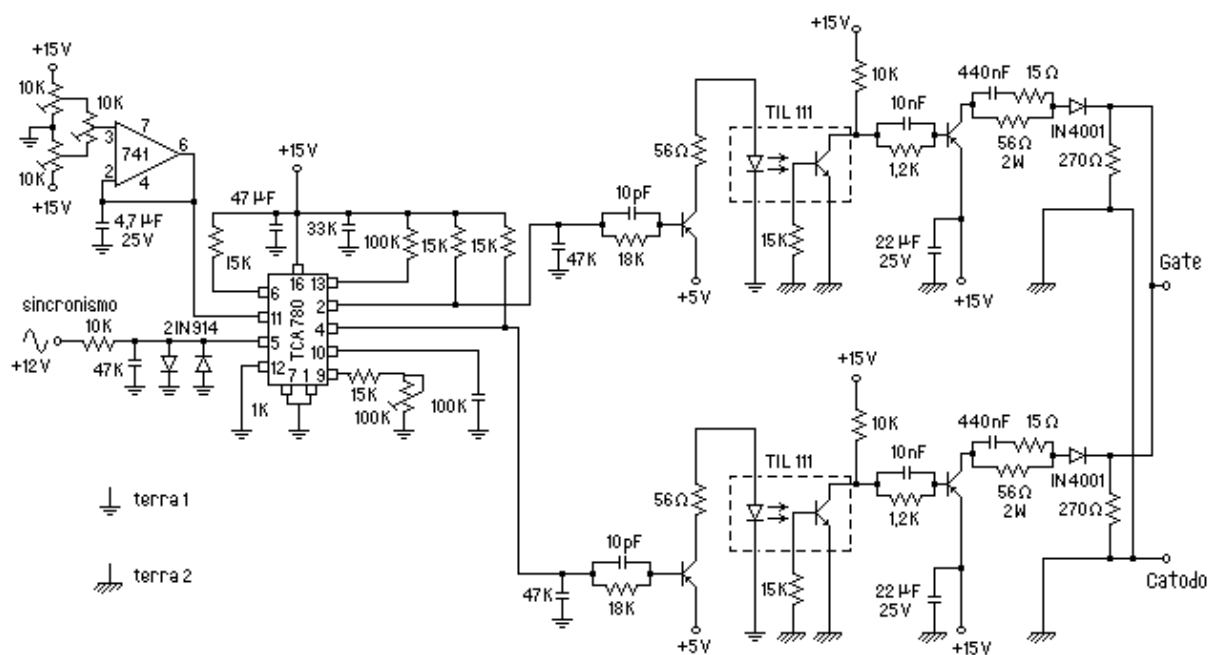 +15V
10K
10K
3
7
6
741
2
4
10K
+15V
4,7µF
25V
+15V
47µF
33K
100K
15K
15K
15K
16
13
6
2
11
4
TCA 780
5
10
12
7
1
9
sincronismo
10K
+12V
47K
2IN914
1K
15K
100K
100K
47K
10pF
18K
56Ω
+5V
TIL 111
15K
+15V
10K
10nF
1,2K
22µF
25V
+15V
440nF
15Ω
56Ω
2W
IN4001
270Ω
Gate
47K
10pF
18K
56Ω
+5V
TIL 111
15K
+15V
10K
10nF
1,2K
22µF
25V
+15V
440nF
15Ω
56Ω
2W
IN4001
270Ω
Catodo
terra 1
terra 2